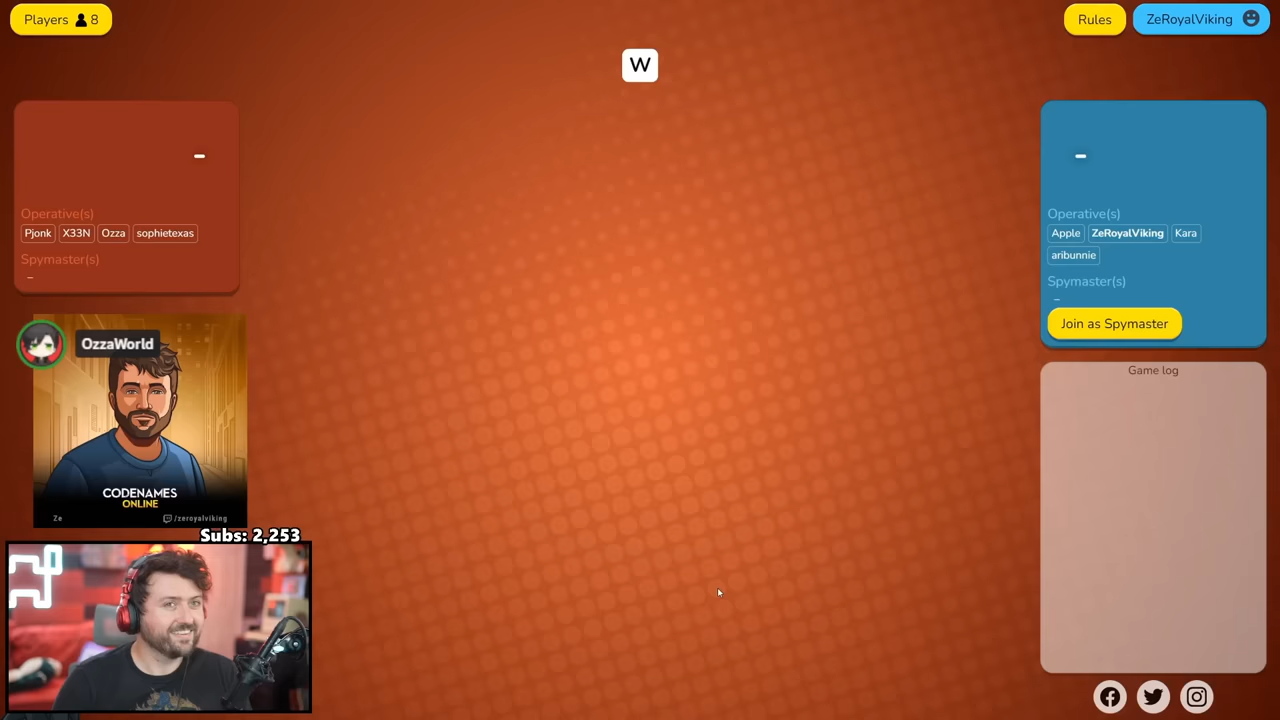 Players 8
Rules
ZeRoyalViking
W
-
Operative(s)
Pjonk X33N Ozza sophietexas
Spymaster(s)
–
-
Operative(s)
Apple ZeRoyalViking Kara
aribunnie
Spymaster(s)
–
Join as Spymaster
Game log
OzzaWorld
CODENAMES
ONLINE
Ze /zeroyalviking
Subs: 2,253